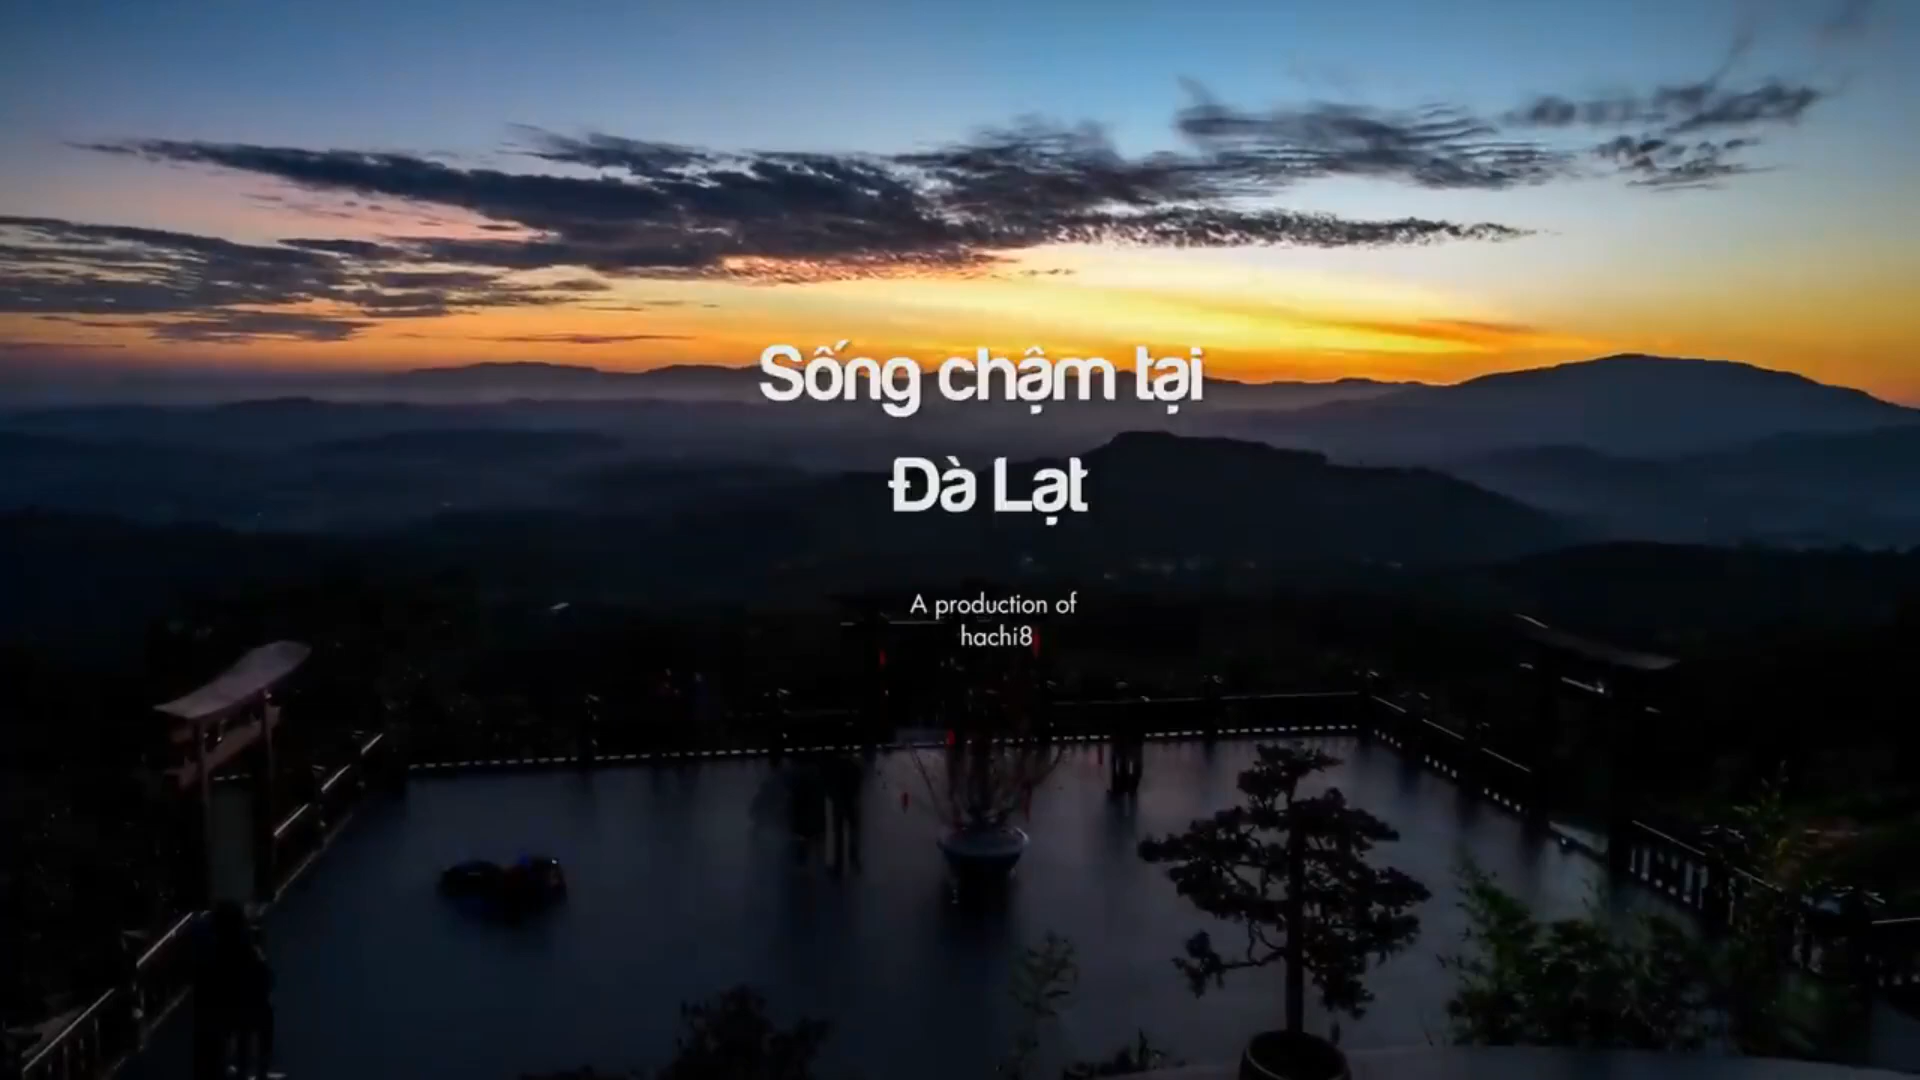 Sống chậm tại
Đà Lạt
A production of
hachi8